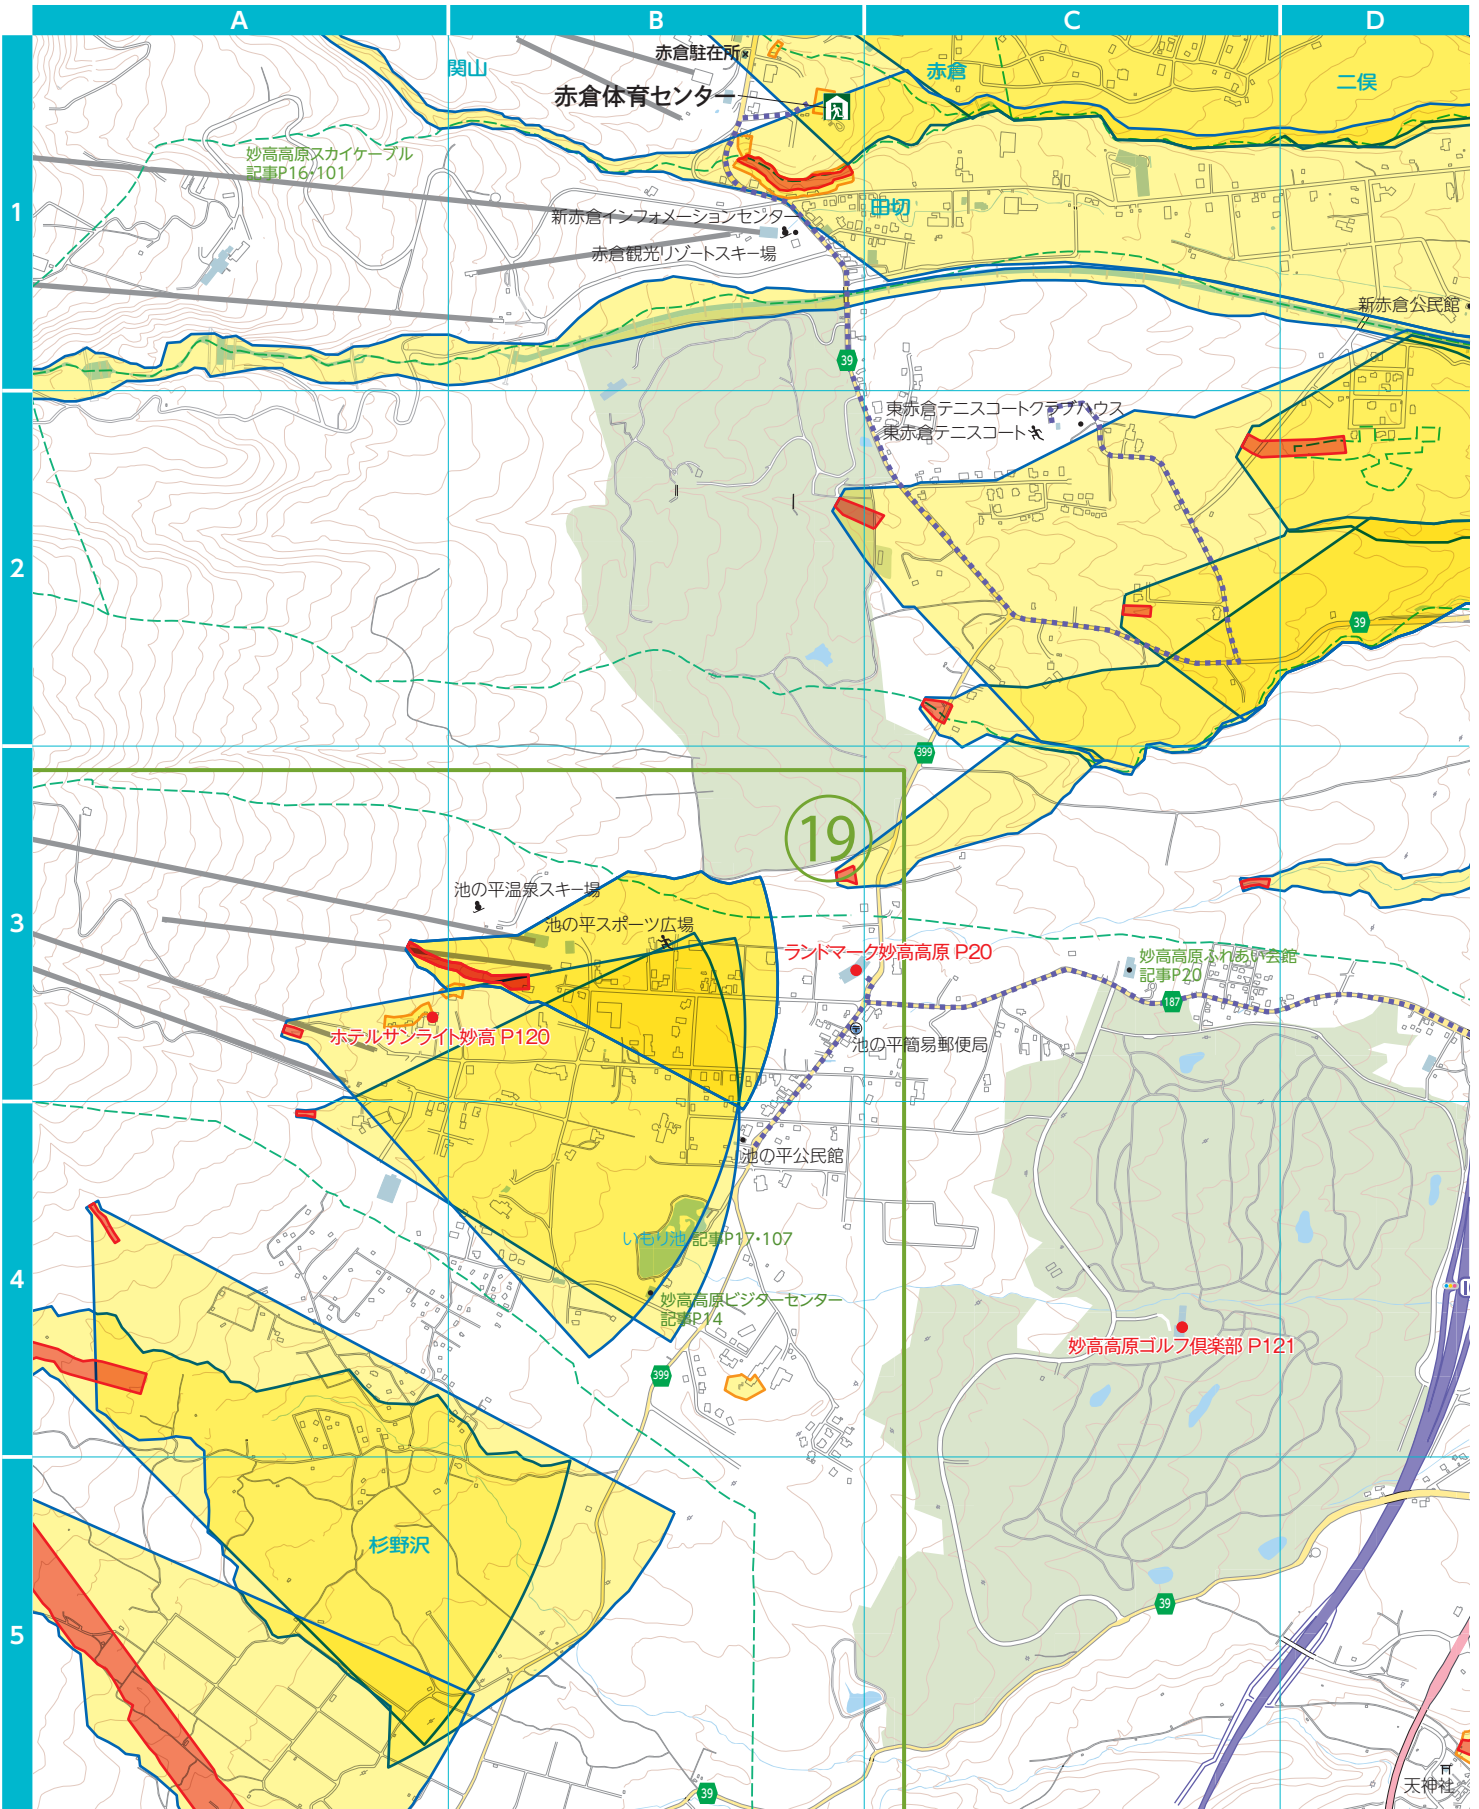 A
B
C
D
1
2
3
4
5
関山
赤倉駐在所
赤倉体育センター
赤倉
二俣
妙高高原スカイケーブル
記事P16・101
新赤倉インフォメーションセンター
田切
赤倉観光リゾートスキー場
新赤倉公民館
39
東赤倉テニスコートクラブハウス
東赤倉テニスコート
39
399
19
池の平温泉スキー場
池の平スポーツ広場
ランドマーク妙高高原 P20
妙高高原ふれあい会館
記事P20
187
ホテルサンライト妙高 P120
池の平簡易郵便局
池の平公民館
いもり池 記事P17・107
妙高高原ビジターセンター
記事P14
妙高高原ゴルフ倶楽部 P121
399
杉野沢
39
39
天神社